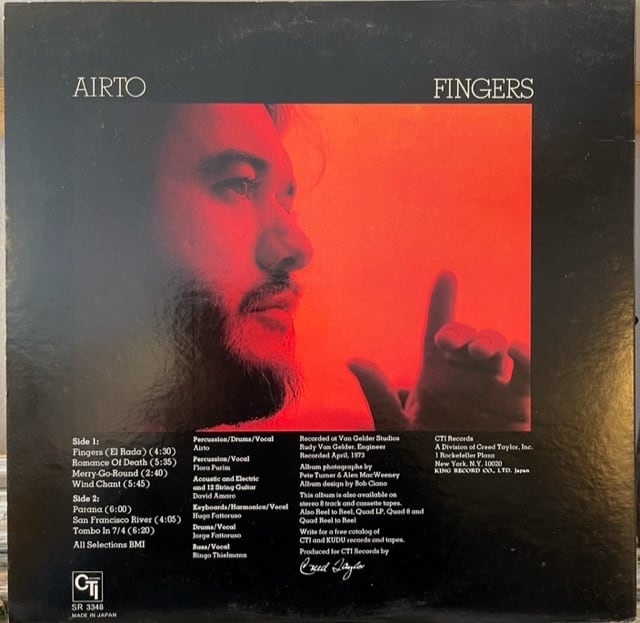 AIRTO
FINGERS
Side 1:
Fingers (El Rada) (4:30)
Romance Of Death (5:35)
Merry-Go-Round (2:40)
Wind Chant (5:45)
Side 2:
Parana (6:00)
San Francisco River (4:05)
Tombo In 7/4 (6:20)
All Selections BMI
Percussion/Drums/Vocal
Airto
Percussion/Vocal
Flora Purim
Acoustic and Electric
and 12 String Guitar
David Amaro
Keyboards/Harmonica/Vocal
Hugo Fattoruso
Drums/Vocal
Jorge Fattoruso
Bass/Vocal
Ringo Thielmann
Recorded at Van Gelder Studios
Rudy Van Gelder, Engineer
Recorded April, 1973
Album photographs by
Pete Turner & Alen MacWeeney
Album design by Bob Ciano
This album is also available on
stereo 8 track and cassette tapes.
Also Reel to Reel, Quad LP, Quad 8 and
Quad Reel to Reel
Write for a free catalog of
CTI and KUDU records and tapes.
Produced for CTI Records by
Creed Taylor
CTI Records
A Division of Creed Taylor, Inc.
1 Rockefeller Plaza
New York, N.Y. 10020
KING RECORD CO., LTD. Japan
CTI
SR 3348
MADE IN JAPAN